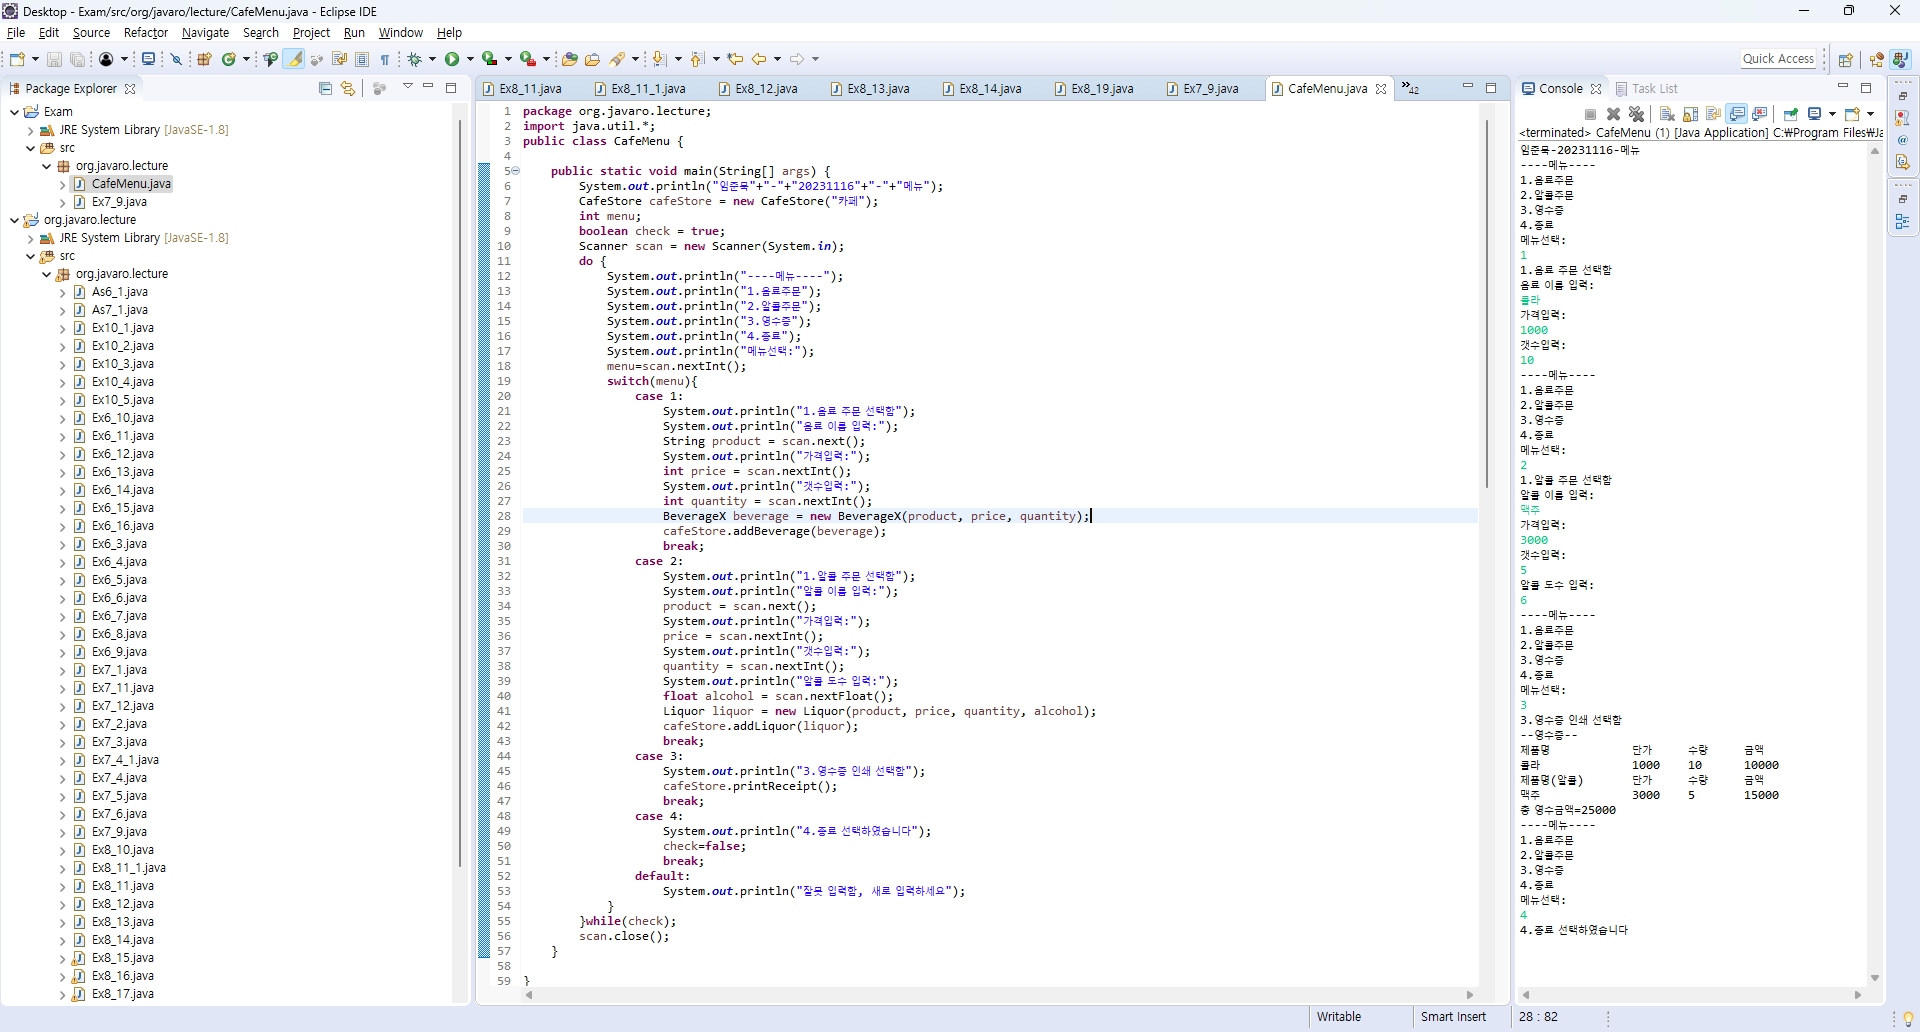 Desktop - Exam/src/org/javaro/lecture/CafeMenu.java - Eclipse IDE
File Edit Source Refactor Navigate Search Project Run Window Help
Quick Access
Package Explorer
Exam
JRE System Library [JavaSE-1.8]
src
org.javaro.lecture
CafeMenu.java
Ex7_9.java
org.javaro.lecture
JRE System Library [JavaSE-1.8]
src
org.javaro.lecture
As6_1.java
As7_1.java
Ex10_1.java
Ex10_2.java
Ex10_3.java
Ex10_4.java
Ex10_5.java
Ex6_10.java
Ex6_11.java
Ex6_12.java
Ex6_13.java
Ex6_14.java
Ex6_15.java
Ex6_16.java
Ex6_3.java
Ex6_4.java
Ex6_5.java
Ex6_6.java
Ex6_7.java
Ex6_8.java
Ex6_9.java
Ex7_1.java
Ex7_11.java
Ex7_12.java
Ex7_2.java
Ex7_3.java
Ex7_4_1.java
Ex7_4.java
Ex7_5.java
Ex7_6.java
Ex7_9.java
Ex8_10.java
Ex8_11_1.java
Ex8_11.java
Ex8_12.java
Ex8_13.java
Ex8_14.java
Ex8_15.java
Ex8_16.java
Ex8_17.java
Ex8_11.java Ex8_11_1.java Ex8_12.java Ex8_13.java Ex8_14.java Ex8_19.java Ex7_9.java CafeMenu.java »42
1 package org.javaro.lecture;
2 import java.util.*;
3 public class CafeMenu {
4
5 public static void main(String[] args) {
6 System.out.println("임준묵"+"-"+"20231116"+"-"+"메뉴");
7 CafeStore cafeStore = new CafeStore("카페");
8 int menu;
9 boolean check = true;
10 Scanner scan = new Scanner(System.in);
11 do {
12 System.out.println("----메뉴----");
13 System.out.println("1.음료주문");
14 System.out.println("2.알콜주문");
15 System.out.println("3.영수증");
16 System.out.println("4.종료");
17 System.out.println("메뉴선택:");
18 menu=scan.nextInt();
19 switch(menu){
20 case 1:
21 System.out.println("1.음료 주문 선택함");
22 System.out.println("음료 이름 입력:");
23 String product = scan.next();
24 System.out.println("가격입력:");
25 int price = scan.nextInt();
26 System.out.println("갯수입력:");
27 int quantity = scan.nextInt();
28 BeverageX beverage = new BeverageX(product, price, quantity);
29 cafeStore.addBeverage(beverage);
30 break;
31 case 2:
32 System.out.println("1.알콜 주문 선택함");
33 System.out.println("알콜 이름 입력:");
34 product = scan.next();
35 System.out.println("가격입력:");
36 price = scan.nextInt();
37 System.out.println("갯수입력:");
38 quantity = scan.nextInt();
39 System.out.println("알콜 도수 입력:");
40 float alcohol = scan.nextFloat();
41 Liquor liquor = new Liquor(product, price, quantity, alcohol);
42 cafeStore.addLiquor(liquor);
43 break;
44 case 3:
45 System.out.println("3.영수증 인쇄 선택함");
46 cafeStore.printReceipt();
47 break;
48 case 4:
49 System.out.println("4.종료 선택하였습니다");
50 check=false;
51 break;
52 default:
53 System.out.println("잘못 입력함, 새로 입력하세요");
54 }
55 }while(check);
56 scan.close();
57 }
58
59 }
Console Task List
<terminated> CafeMenu (1) [Java Application] C:₩Program Files₩Ja
임준묵-20231116-메뉴
----메뉴----
1.음료주문
2.알콜주문
3.영수증
4.종료
메뉴선택:
1
1.음료 주문 선택함
음료 이름 입력:
콜라
가격입력:
1000
갯수입력:
10
----메뉴----
1.음료주문
2.알콜주문
3.영수증
4.종료
메뉴선택:
2
1.알콜 주문 선택함
알콜 이름 입력:
맥주
가격입력:
3000
갯수입력:
5
알콜 도수 입력:
6
----메뉴----
1.음료주문
2.알콜주문
3.영수증
4.종료
메뉴선택:
3
3.영수증 인쇄 선택함
--영수증--
제품명 단가 수량 금액
콜라 1000 10 10000
제품명(알콜) 단가 수량 금액
맥주 3000 5 15000
총 영수금액=25000
----메뉴----
1.음료주문
2.알콜주문
3.영수증
4.종료
메뉴선택:
4
4.종료 선택하였습니다
Writable Smart Insert 28 : 82